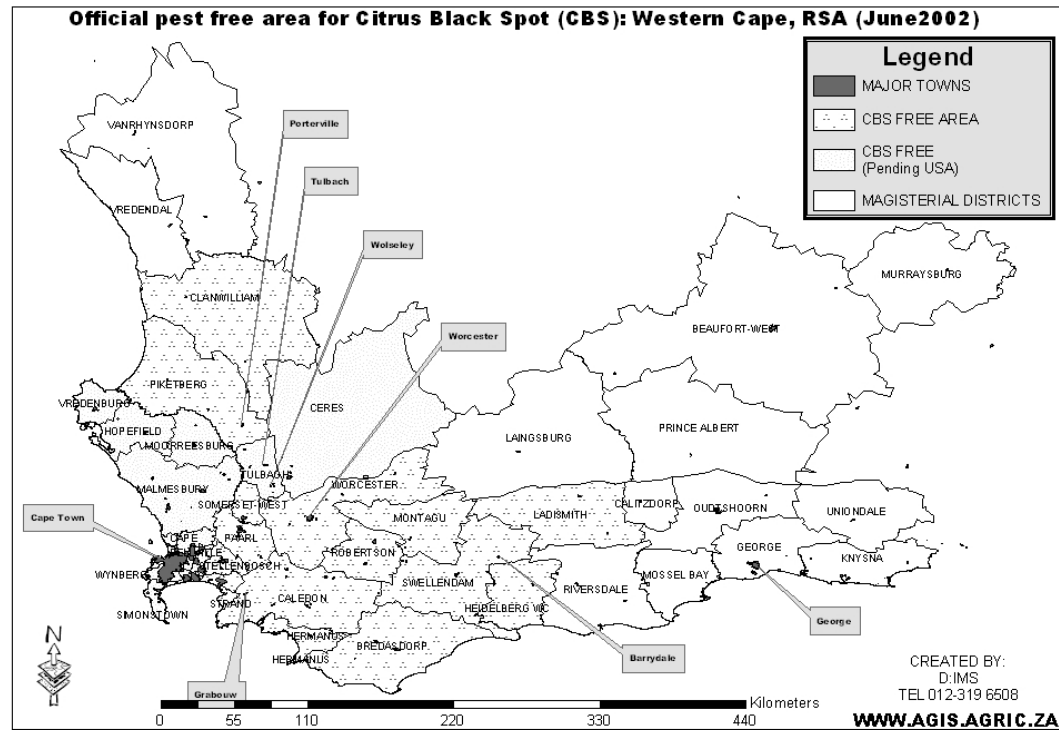 Official pest free area for Citrus Black Spot (CBS): Western Cape, RSA (June2002)
Legend
MAJOR TOWNS
CBS FREE AREA
CBS FREE
(Pending USA)
MAGISTERIAL DISTRICTS
VANRHYNSDORP
Porterville
Tulbach
VREDENDAL
Wolseley
MURRAYSBURG
CLANWILLIAM
BEAUFORT-WEST
Worcester
PIKETBERG
VREDENBURG
CERES
HOPEFIELD
MOORREESBURG
LAINGSBURG
PRINCE ALBERT
TULBAGH
WORCESTER
MALMESBURY
SOMERSET-WEST
CALITZDORP
OUDTSHOORN
UNIONDALE
Cape Town
MONTAGU
LADISMITH
CAPE
PAARL
ROBERTSON
GEORGE
KNYSNA
STELLENBOSCH
WYNBERG
SWELLENDAM
MOSSEL BAY
RIVERSDALE
STRAND
CALEDON
HEIDELBERG WC
SIMONSTOWN
George
HERMANUS
BREDASDORP
HERMANUS
Barrydale
N
Grabouw
CREATED BY:
D:IMS
TEL 012-319 6508
Kilometers
0 55 110 220 330 440
WWW.AGIS.AGRIC.ZA